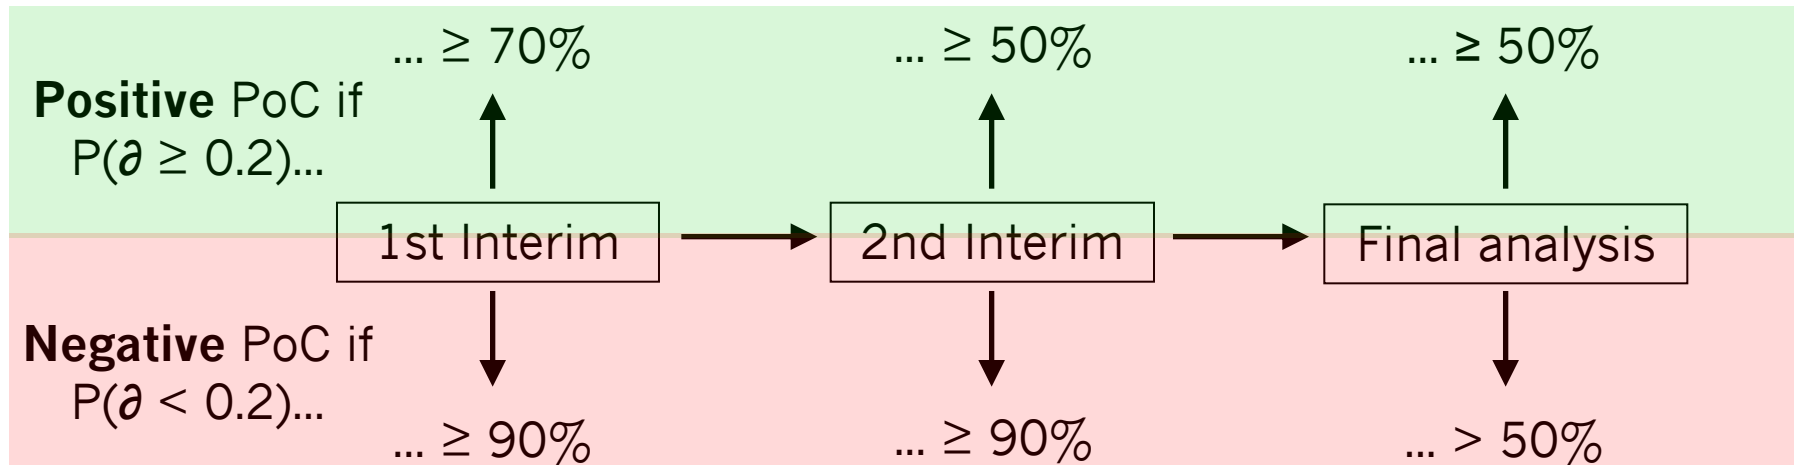 ... ≥ 70%
... ≥ 50%
... ≥ 50%
Positive PoC if
P(∂ ≥ 0.2)...
1st Interim
2nd Interim
Final analysis
Negative PoC if
P(∂ < 0.2)...
... ≥ 90%
... ≥ 90%
... > 50%